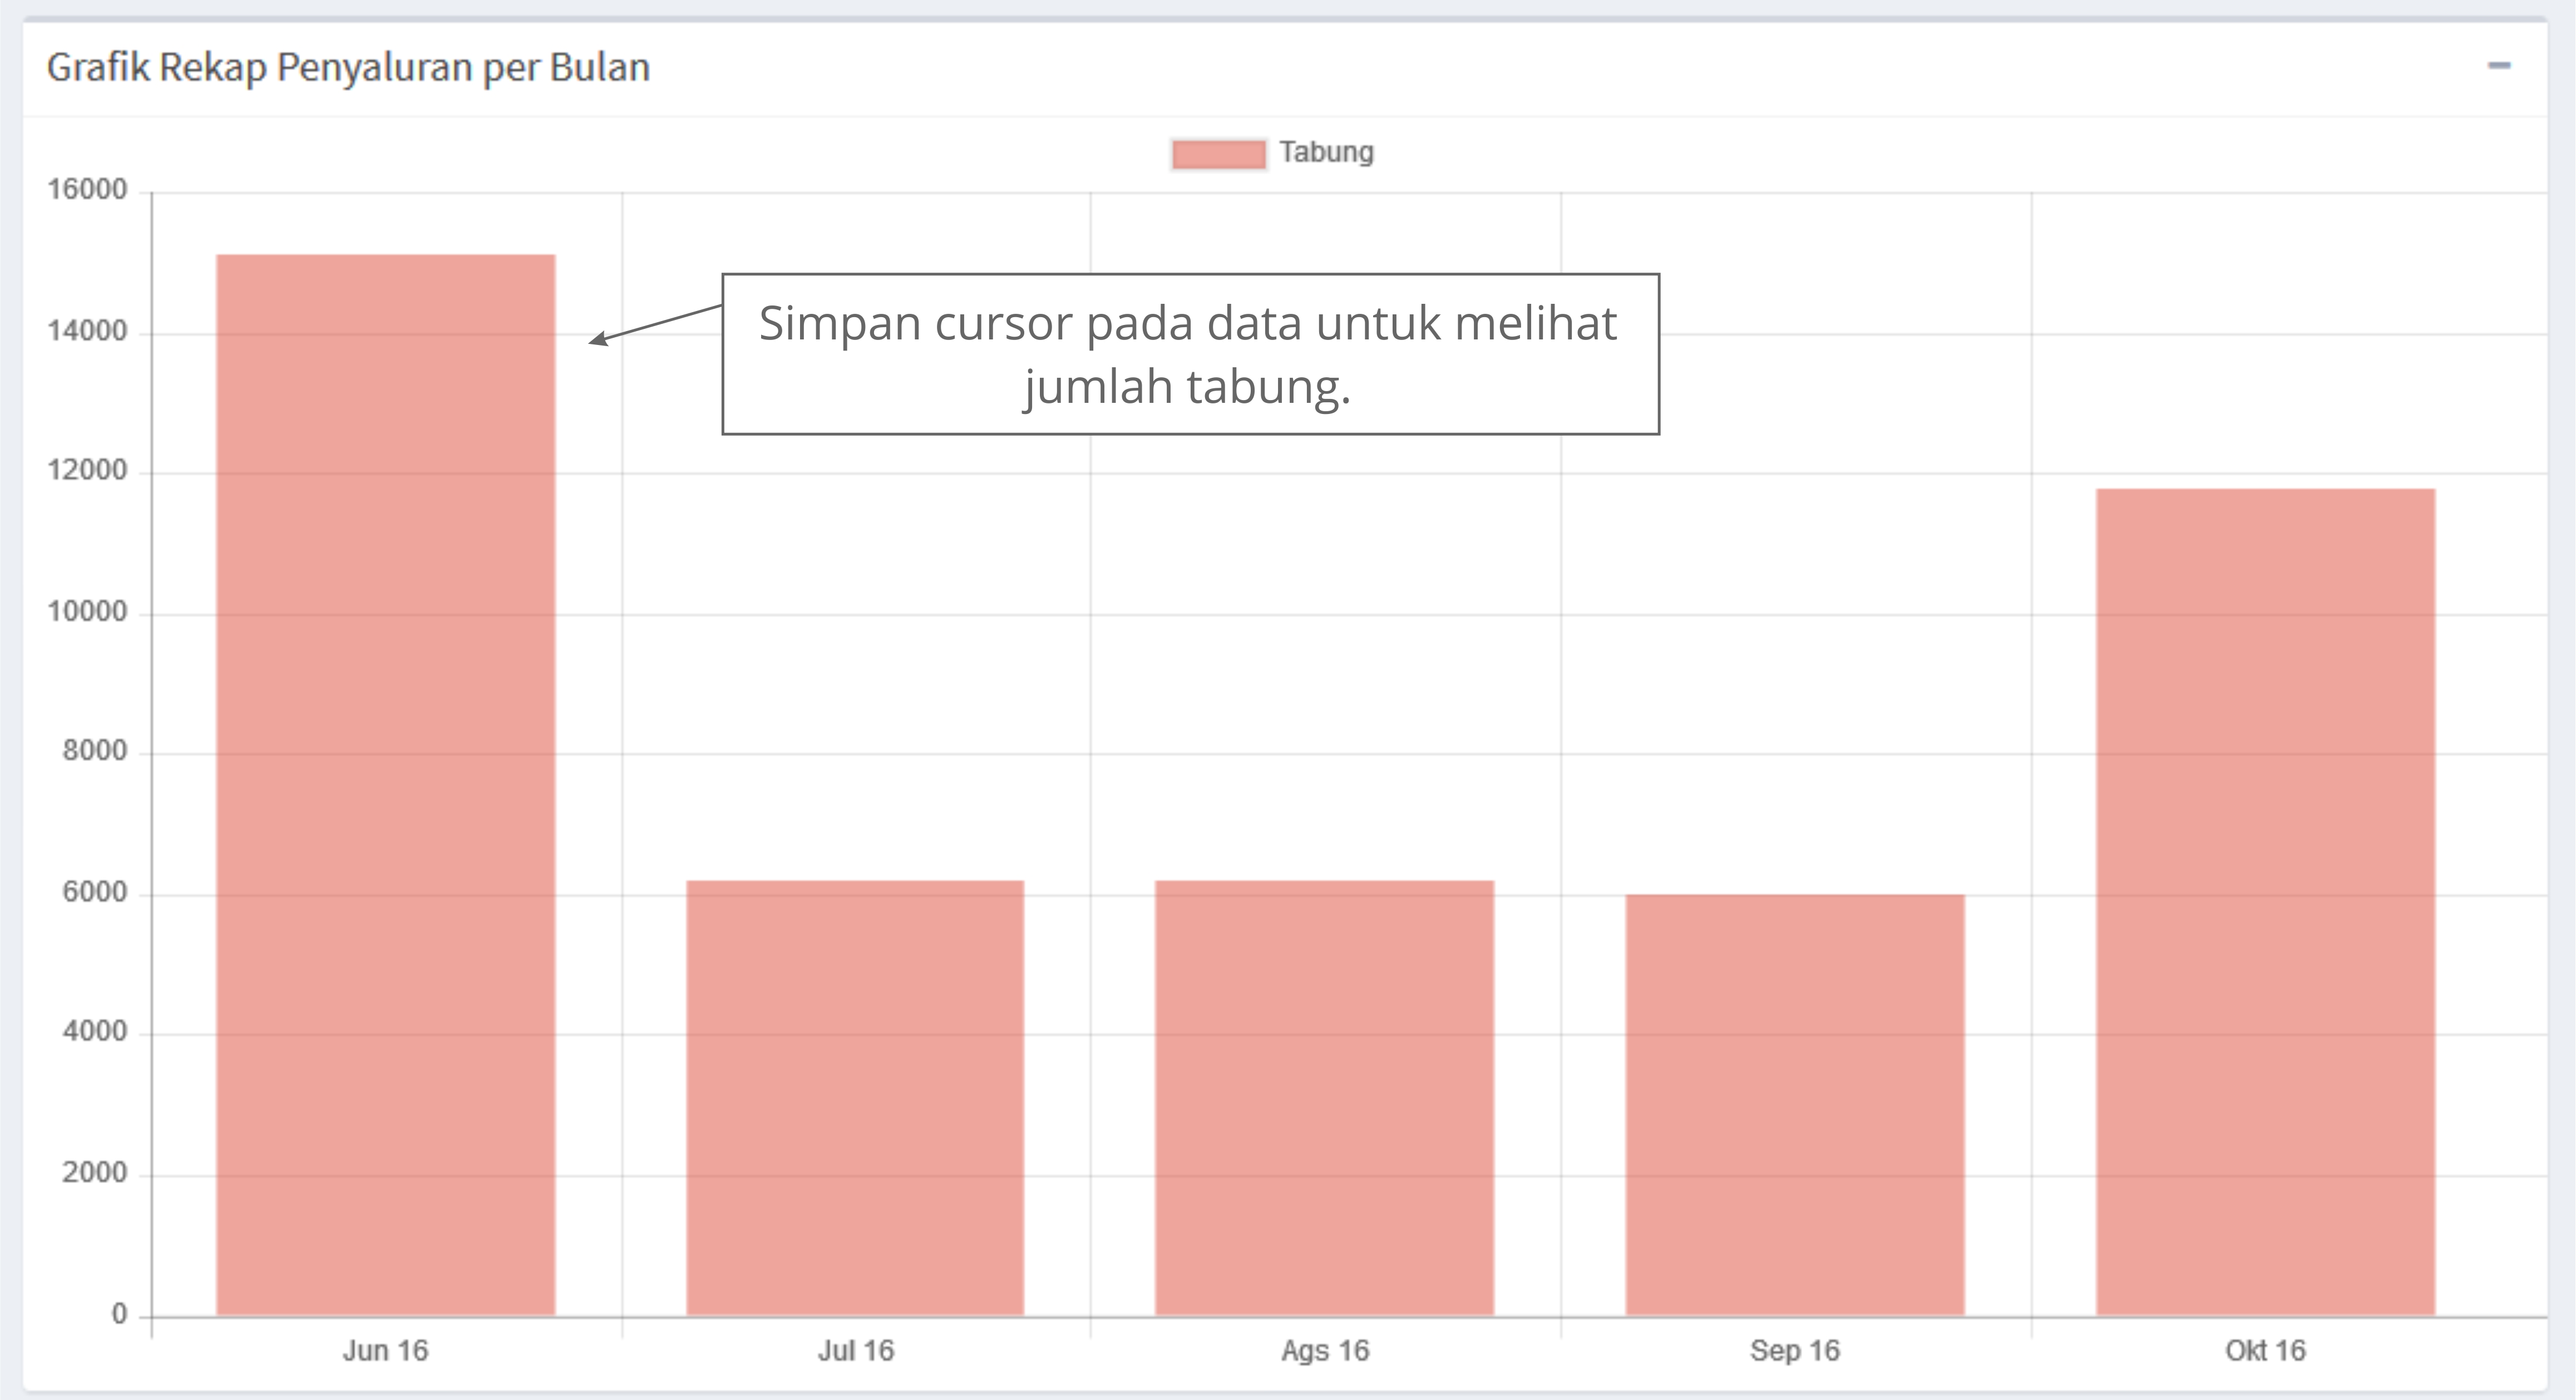 Grafik Rekap Penyaluran per Bulan
Tabung
16000
Simpan cursor pada data untuk melihat
jumlah tabung.
14000
12000
10000
8000
6000
4000
2000
0
Jun 16
Jul 16
Ags 16
Sep 16
Okt 16